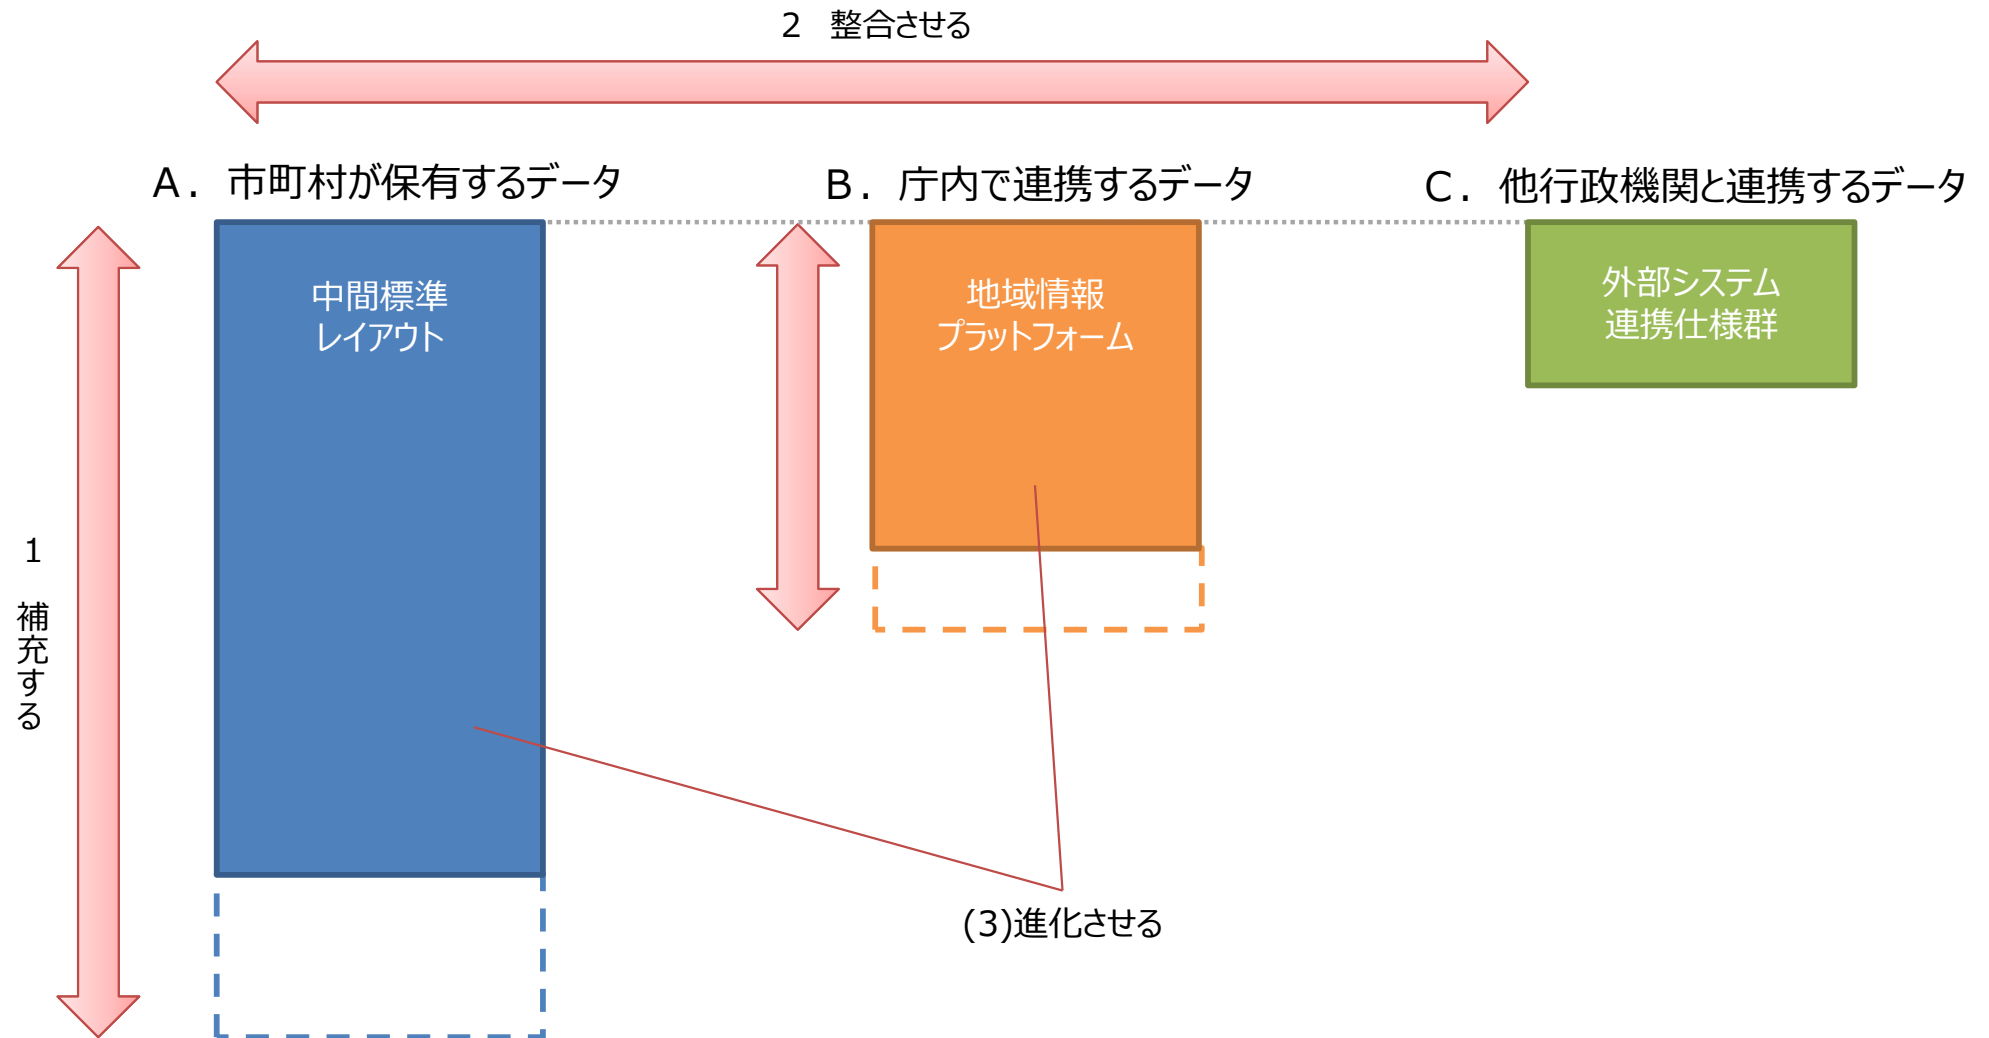 2　整合させる
A．市町村が保有するデータ
B．庁内で連携するデータ
C．他行政機関と連携するデータ
中間標準
レイアウト
地域情報
プラットフォーム
外部システム
連携仕様群
1　補充する
(3)進化させる